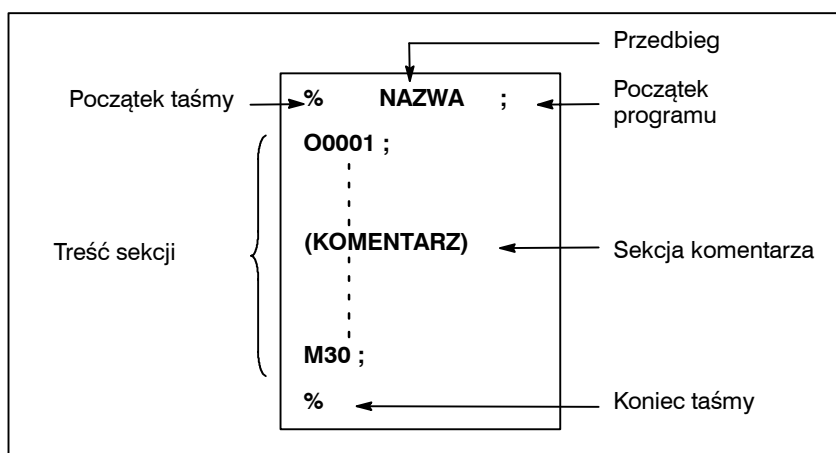 Przedbieg
Początek taśmy
% NAZWA ;
Początek
programu
O0001 ;
Treść sekcji
(KOMENTARZ)
Sekcja komentarza
M30 ;
%
Koniec taśmy